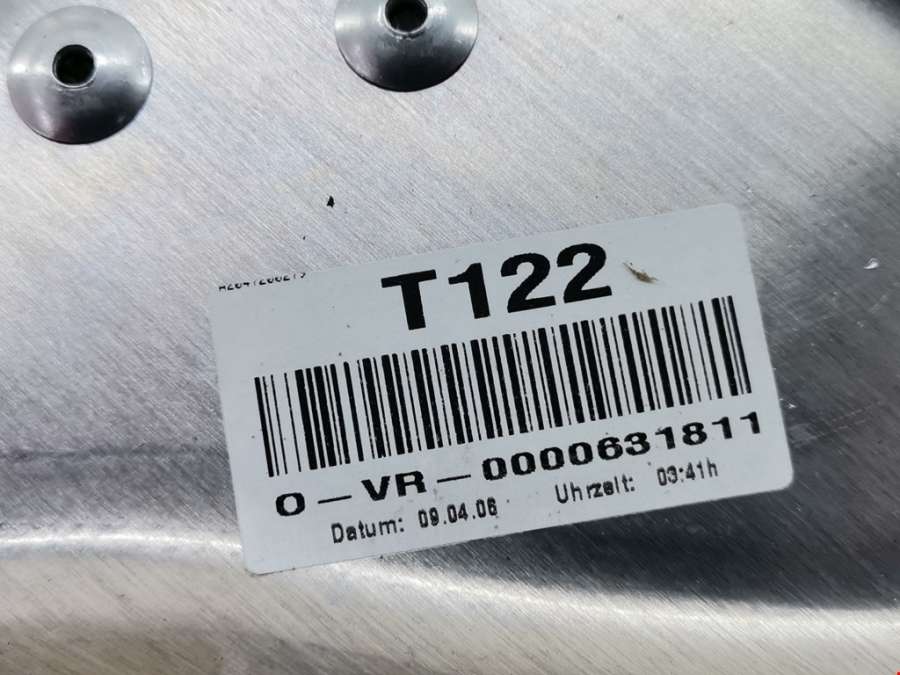 T122
O-VR-0000631811
Datum: 09.04.06 Uhrzeit: 03:41h